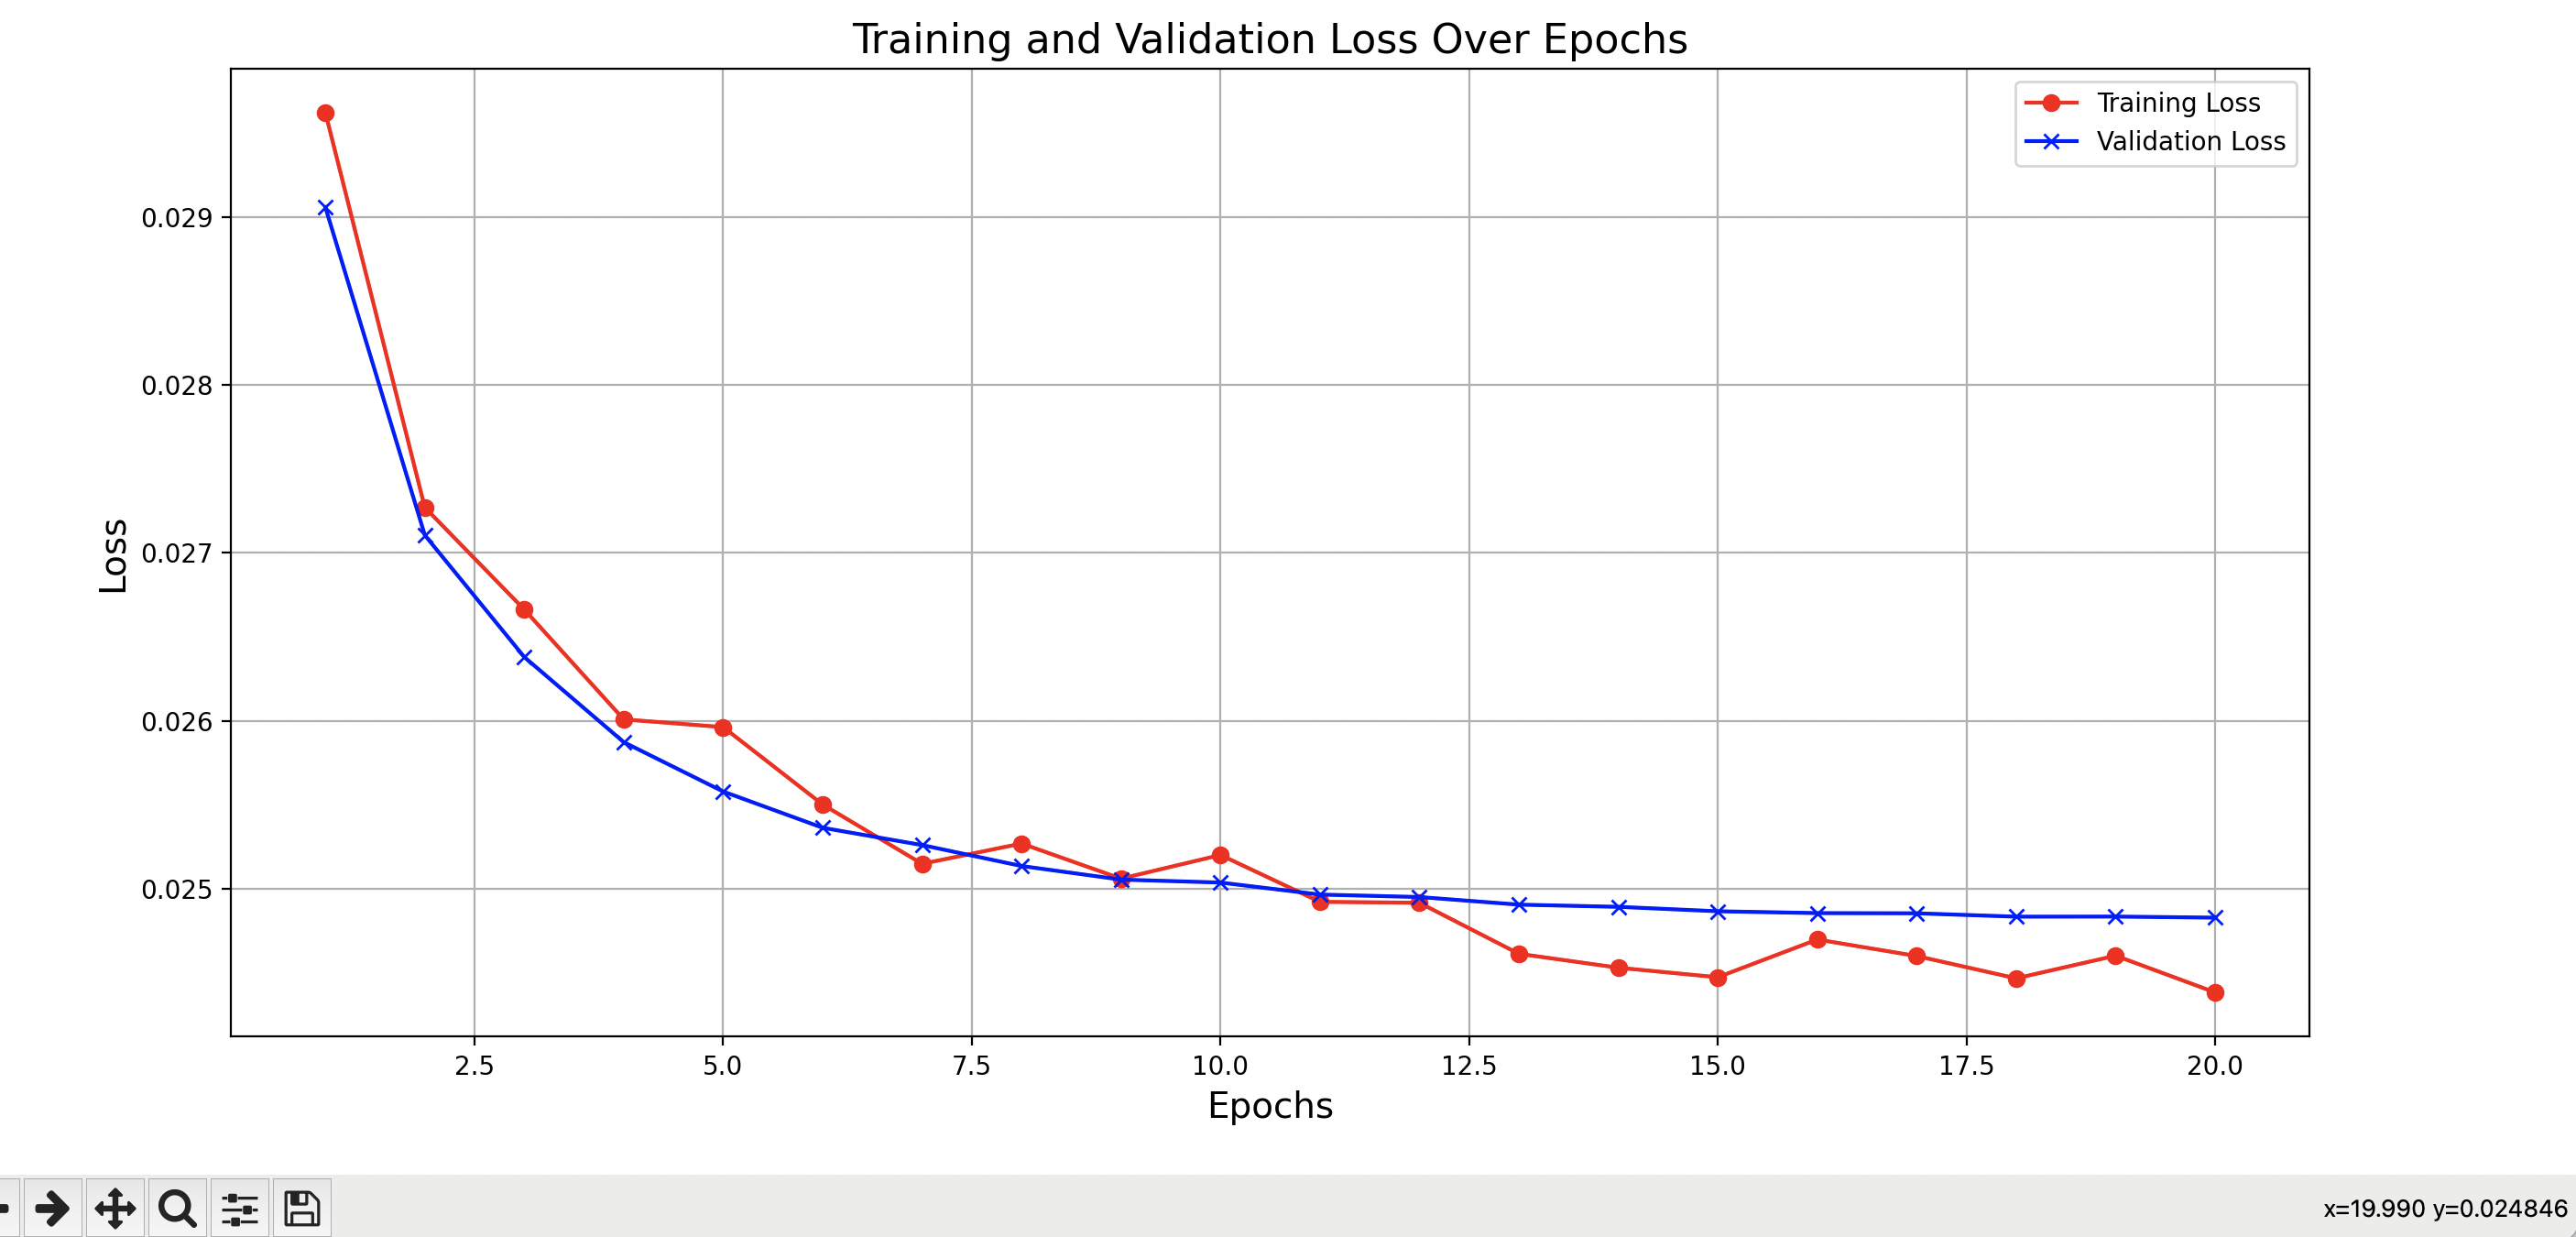 Training and Validation Loss Over Epochs
Training Loss
Validation Loss
0.029
0.028
0.027
0.026
0.025
Loss
2.5 5.0 7.5 10.0 12.5 15.0 17.5 20.0
Epochs
x=19.990 y=0.024846